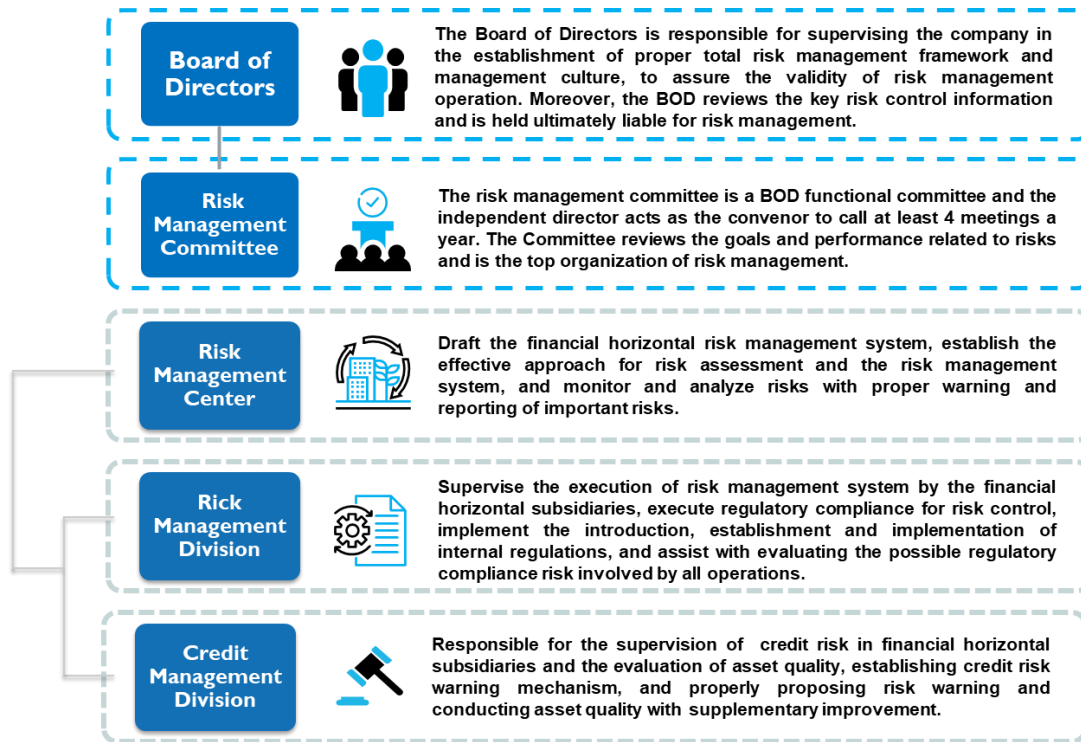 Board of
Directors
The Board of Directors is responsible for supervising the company in
the establishment of proper total risk management framework and
management culture, to assure the validity of risk management
operation. Moreover, the BOD reviews the key risk control information
and is held ultimately liable for risk management.
Risk
Management
Committee
The risk management committee is a BOD functional committee and the
independent director acts as the convenor to call at least 4 meetings a
year. The Committee reviews the goals and performance related to risks
and is the top organization of risk management.
Risk
Management
Center
Draft the financial horizontal risk management system, establish the
effective approach for risk assessment and the risk management
system, and monitor and analyze risks with proper warning and
reporting of important risks.
Rick
Management
Division
Supervise the execution of risk management system by the financial
horizontal subsidiaries, execute regulatory compliance for risk control,
implement the introduction, establishment and implementation of
internal regulations, and assist with evaluating the possible regulatory
compliance risk involved by all operations.
Credit
Management
Division
Responsible for the supervision of credit risk in financial horizontal
subsidiaries and the evaluation of asset quality, establishing credit risk
warning mechanism, and properly proposing risk warning and
conducting asset quality with supplementary improvement.